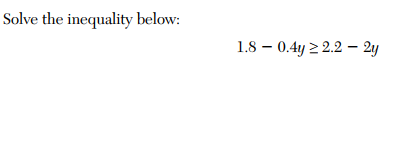 Solve the inequality below:
1.8 − 0.4y ≥ 2.2 − 2y